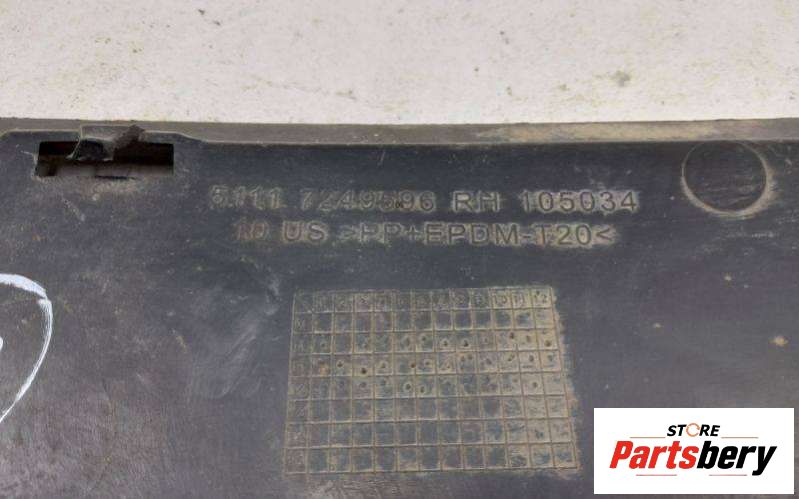 5111 7249596 RH 105034
10 US >PP+EPDM-T20<
STORE
Partsbery